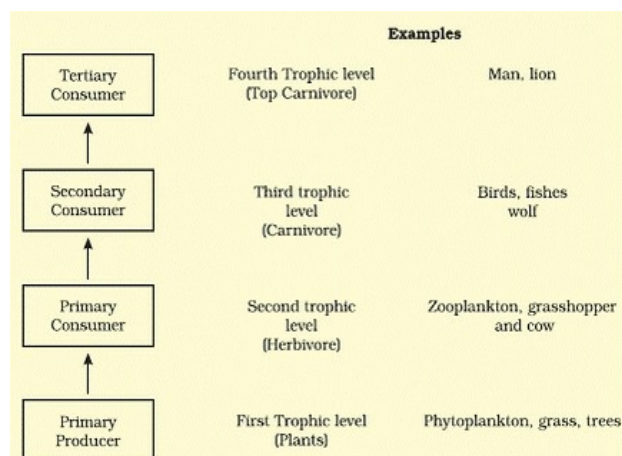 Examples
Tertiary
Consumer
Fourth Trophic level
(Top Carnivore)
Man, lion
Secondary
Consumer
Third trophic
level
(Carnivore)
Birds, fishes
wolf
Primary
Consumer
Second trophic
level
(Herbivore)
Zooplankton, grasshopper
and cow
Primary
Producer
First Trophic level
(Plants)
Phytoplankton, grass, trees